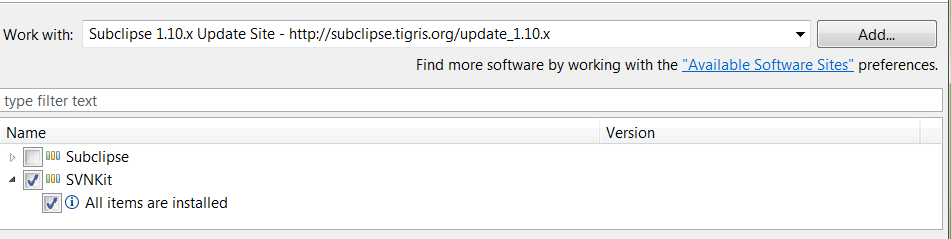 Work with: Subclipse 1.10.x Update Site - http://subclipse.tigris.org/update_1.10.x Add...
Find more software by working with the "Available Software Sites" preferences.
type filter text
Name Version
Subclipse
SVNKit
All items are installed